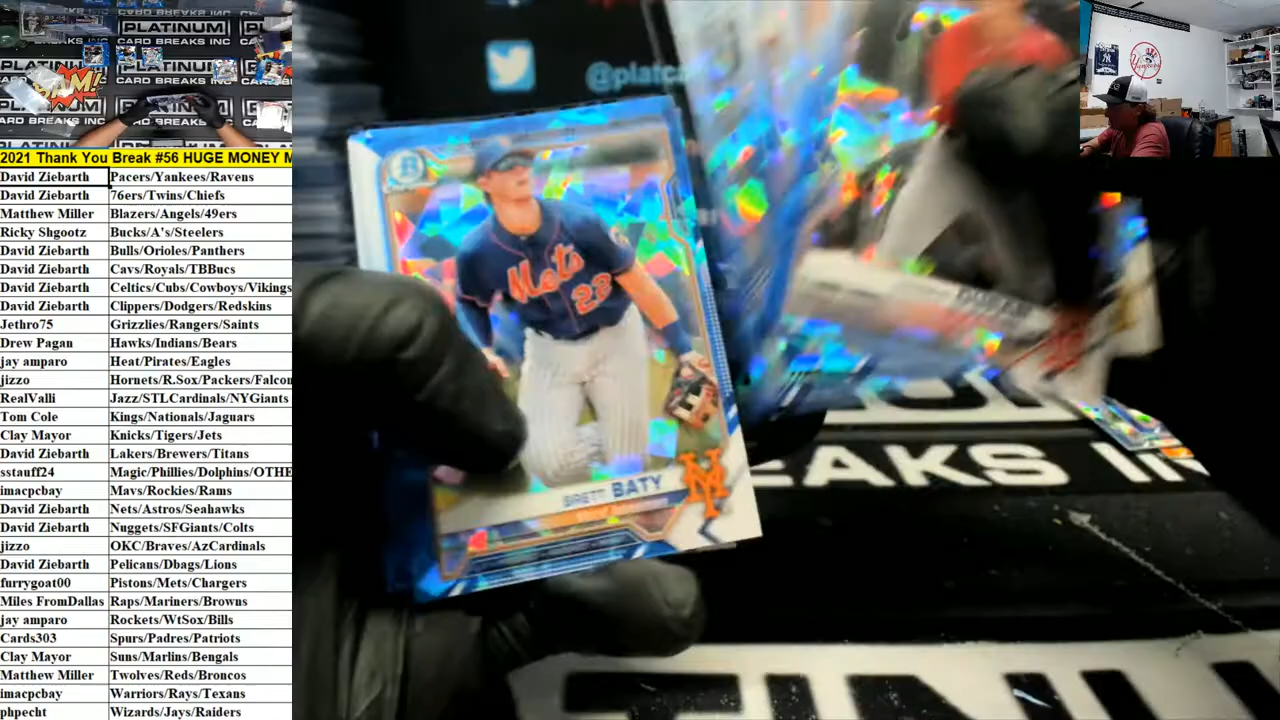 PLATINUM
CARD BREAKS INC
BAM!
2021 Thank You Break #56 HUGE MONEY M
David Ziebarth Pacers/Yankees/Ravens
David Ziebarth 76ers/Twins/Chiefs
Matthew Miller Blazers/Angels/49ers
Ricky Shgootz Bucks/A's/Steelers
David Ziebarth Bulls/Orioles/Panthers
David Ziebarth Cavs/Royals/TBBucs
David Ziebarth Celtics/Cubs/Cowboys/Vikings
David Ziebarth Clippers/Dodgers/Redskins
Jethro75 Grizzlies/Rangers/Saints
Drew Pagan Hawks/Indians/Bears
jay amparo Heat/Pirates/Eagles
jizzo Hornets/R.Sox/Packers/Falcon
RealValli Jazz/STLCardinals/NYGiants
Tom Cole Kings/Nationals/Jaguars
Clay Mayor Knicks/Tigers/Jets
David Ziebarth Lakers/Brewers/Titans
sstauff24 Magic/Phillies/Dolphins/OTHE
imacpcbay Mavs/Rockies/Rams
David Ziebarth Nets/Astros/Seahawks
David Ziebarth Nuggets/SFGiants/Colts
jizzo OKC/Braves/AzCardinals
David Ziebarth Pelicans/Dbags/Lions
furrygoat00 Pistons/Mets/Chargers
Miles FromDallas Raps/Mariners/Browns
jay amparo Rockets/WtSox/Bills
Cards303 Spurs/Padres/Patriots
Clay Mayor Suns/Marlins/Bengals
Matthew Miller Twolves/Reds/Broncos
imacpcbay Warriors/Rays/Texans
phpecht Wizards/Jays/Raiders
@platca
Mets
22
BRETT BATY
EAKS IN